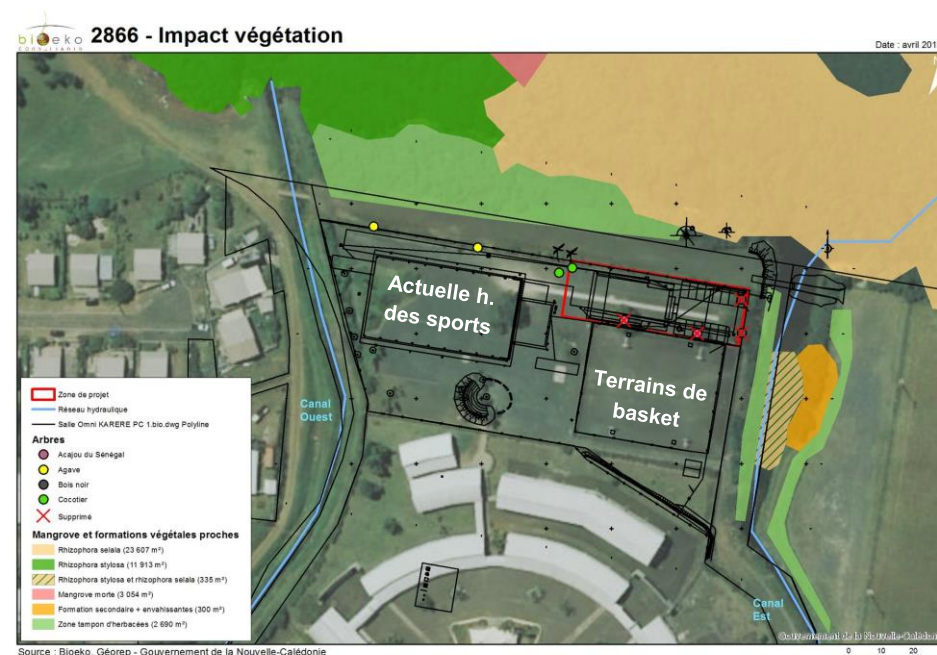 bioeko
CONSULTANTS
2866 - Impact végétation
Date : avril 201
Actuelle h.
des sports
Terrains de
basket
Canal
Ouest
Canal
Est
Zone de projet
Réseau hydraulique
Salle Omni KARERE PC 1.bio.dwg Polyline
Arbres
Acajou du Sénégal
Agave
Bois noir
Cocotier
Supprimé
Mangrove et formations végétales proches
Rhizophora selala (23 607 m²)
Rhizophora stylosa (11 913 m²)
Rhizophora stylosa et rhizophora selala (335 m²)
Mangrove morte (3 054 m²)
Formation secondaire + envahissantes (300 m²)
Zone tampon d'herbacées (2 690 m²)
Gouvernement de la Nouvelle-Calédon
Source : Bioeko, Géorep - Gouvernement de la Nouvelle-Calédonie
0 10 20